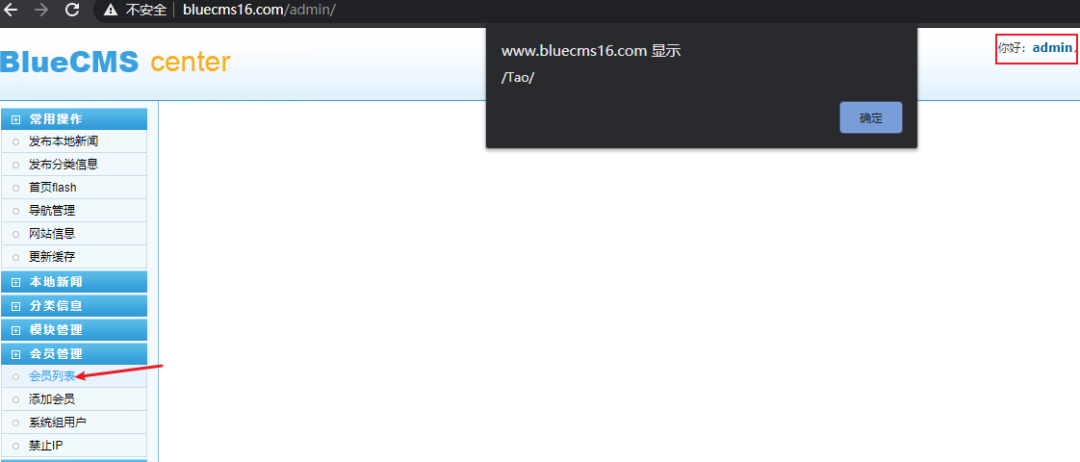 不安全 | bluecms16.com/admin/
BlueCMS center
www.bluecms16.com 显示
/Tao/
确定
你好：admin,
常用操作
发布本地新闻
发布分类信息
首页flash
导航管理
网站信息
更新缓存
本地新闻
分类信息
模块管理
会员管理
会员列表
添加会员
系统组用户
禁止IP